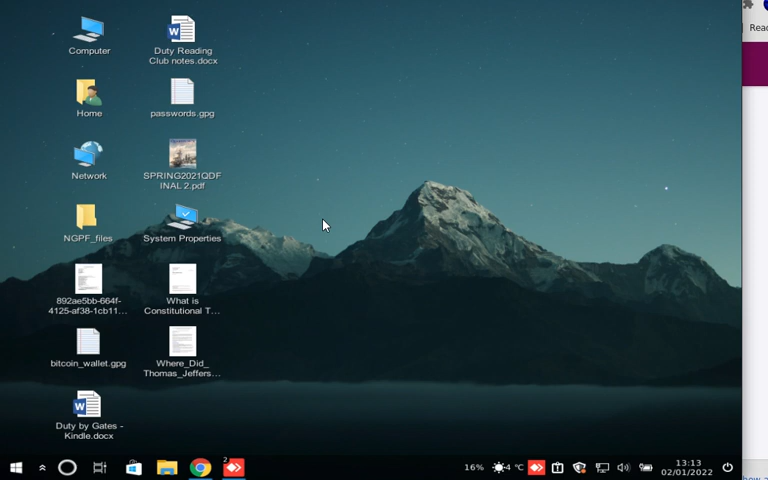 Computer
Duty Reading
Club notes.docx
Home
passwords.gpg
Network
SPRING2021QDF
INAL 2.pdf
NGPF_files
System Properties
892ae5bb-664f-
4125-af38-1cb11...
What is
Constitutional T...
bitcoin_wallet.gpg
Where_Did_
Thomas_Jeffers...
Duty by Gates -
Kindle.docx
Reac
2
16%
4 °C
13:13
02/01/2022